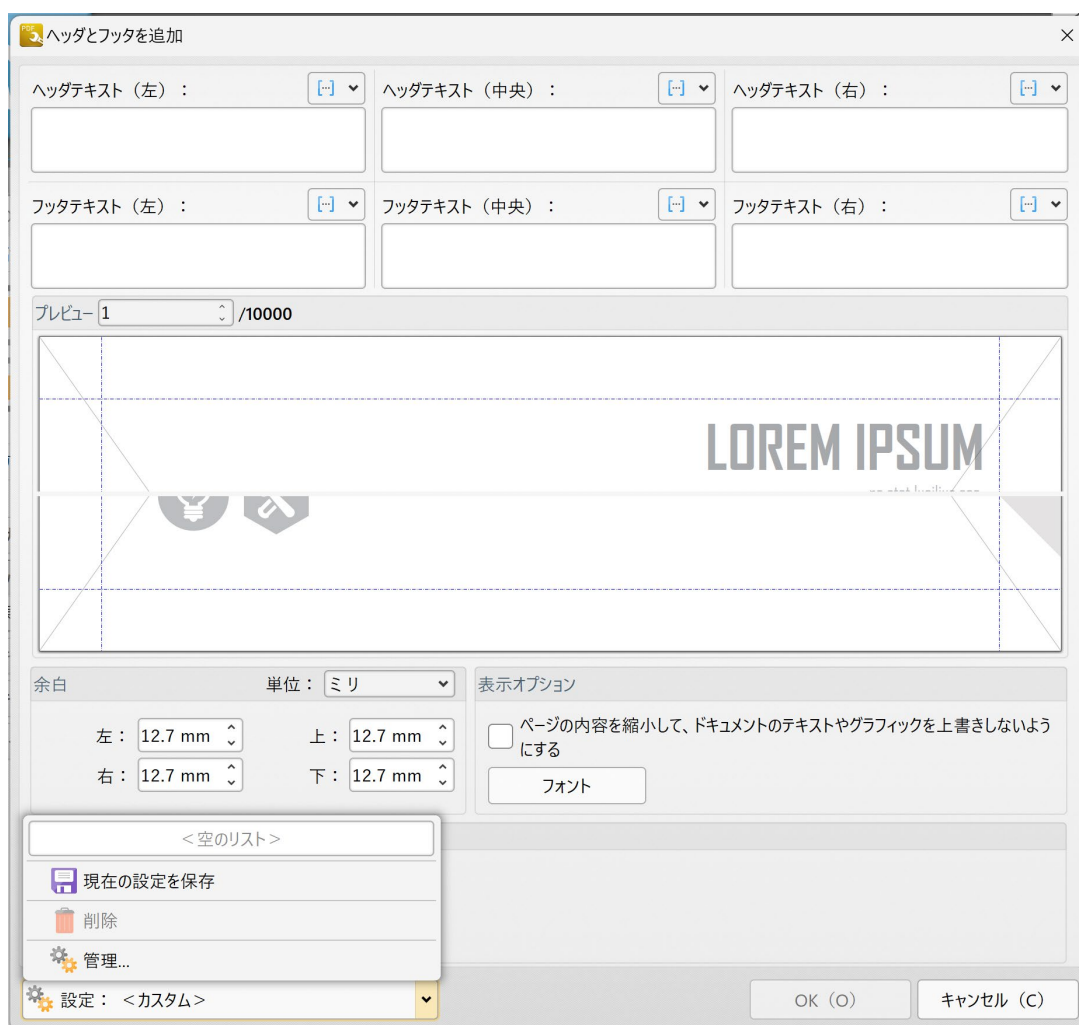 ヘッダとフッタを追加
ヘッダテキスト（左）：
ヘッダテキスト（中央）：
ヘッダテキスト（右）：
フッタテキスト（左）：
フッタテキスト（中央）：
フッタテキスト（右）：
プレビュー 1 /10000
LOREM IPSUM
余白 単位：ミリ
左：12.7 mm 上：12.7 mm
右：12.7 mm 下：12.7 mm
表示オプション
ページの内容を縮小して、ドキュメントのテキストやグラフィックを上書きしないよう
にする
フォント
<空のリスト>
現在の設定を保存
削除
管理...
設定：<カスタム>
OK（O）
キャンセル（C）